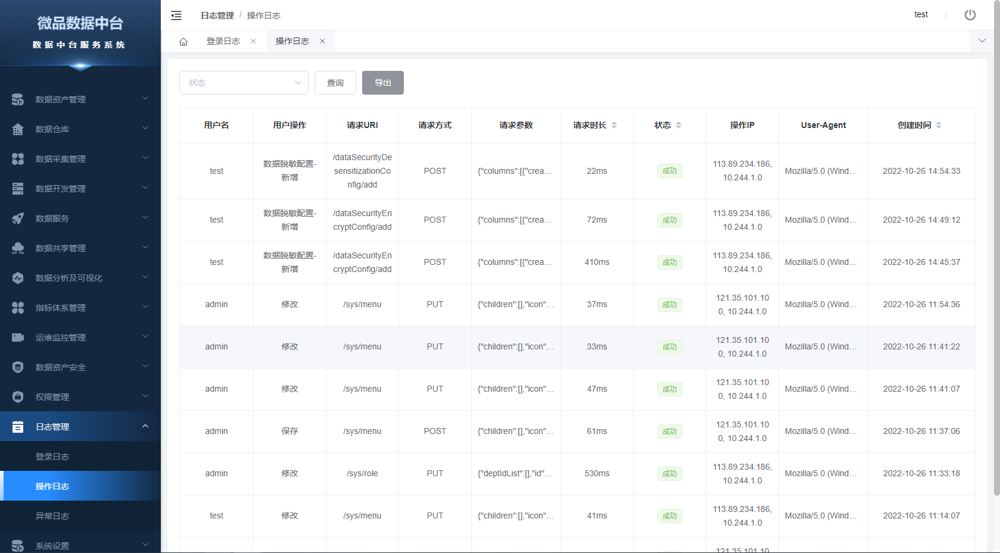 微品数据中台
数据中台服务系统
数据资产管理
数据仓库
数据采集管理
数据开发管理
数据服务
数据共享管理
数据分析及可视化
指标体系管理
运维监控管理
数据资产安全
权限管理
日志管理
登录日志
操作日志
异常日志
系统设置
日志管理 / 操作日志
test
登录日志 × 操作日志 ×
状态 查询 导出
用户名 用户操作 请求URI 请求方式 请求参数 请求时长 状态 操作IP User-Agent 创建时间
test
数据脱敏配置-
新增
/dataSecurityDe
sensitizationCo
nfig/add
POST
{"columns":[{"crea…
22ms
成功
113.89.234.186,
10.244.1.0
Mozilla/5.0 (Wind…
2022-10-26 14:54:33
test
数据脱敏配置-
新增
/dataSecurityEn
cryptConfig/add
POST
{"columns":[{"crea…
72ms
成功
113.89.234.186,
10.244.1.0
Mozilla/5.0 (Wind…
2022-10-26 14:49:12
test
数据脱敏配置-
新增
/dataSecurityEn
cryptConfig/add
POST
{"columns":[{"crea…
410ms
成功
113.89.234.186,
10.244.1.0
Mozilla/5.0 (Wind…
2022-10-26 14:45:37
admin
修改
/sys/menu
PUT
{"children":[],"icon"…
37ms
成功
121.35.101.10
0, 10.244.1.0
Mozilla/5.0 (Wind…
2022-10-26 11:54:36
admin
修改
/sys/menu
PUT
{"children":[],"icon"…
33ms
成功
121.35.101.10
0, 10.244.1.0
Mozilla/5.0 (Wind…
2022-10-26 11:41:22
admin
修改
/sys/menu
PUT
{"children":[],"icon"…
47ms
成功
121.35.101.10
0, 10.244.1.0
Mozilla/5.0 (Wind…
2022-10-26 11:41:07
admin
保存
/sys/menu
POST
{"children":[],"icon"…
61ms
成功
121.35.101.10
0, 10.244.1.0
Mozilla/5.0 (Wind…
2022-10-26 11:37:06
admin
修改
/sys/role
PUT
{"deptIdList":[],"id"…
530ms
成功
113.89.234.186,
10.244.1.0
Mozilla/5.0 (Wind…
2022-10-26 11:33:18
test
修改
/sys/menu
PUT
{"children":[],"icon"…
41ms
成功
113.89.234.186,
10.244.1.0
Mozilla/5.0 (Wind…
2022-10-26 11:14:07
121.35.101.10